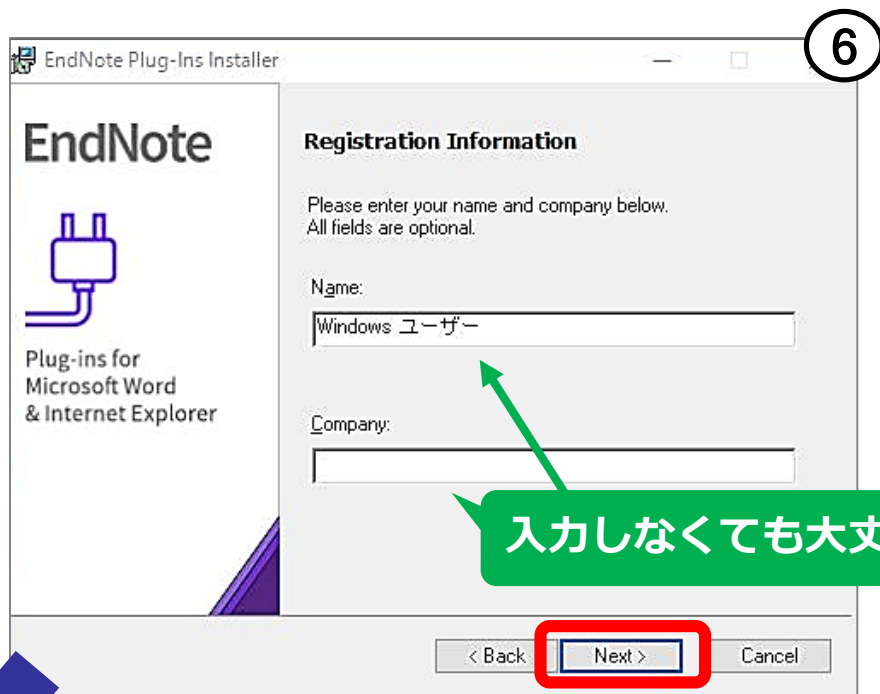 ⑥
EndNote Plug-Ins Installer
EndNote
Plug-ins for
Microsoft Word
& Internet Explorer
Registration Information
Please enter your name and company below.
All fields are optional.
Name:
Windows ユーザー
Company:
入力しなくても大丈
< Back
Next >
Cancel